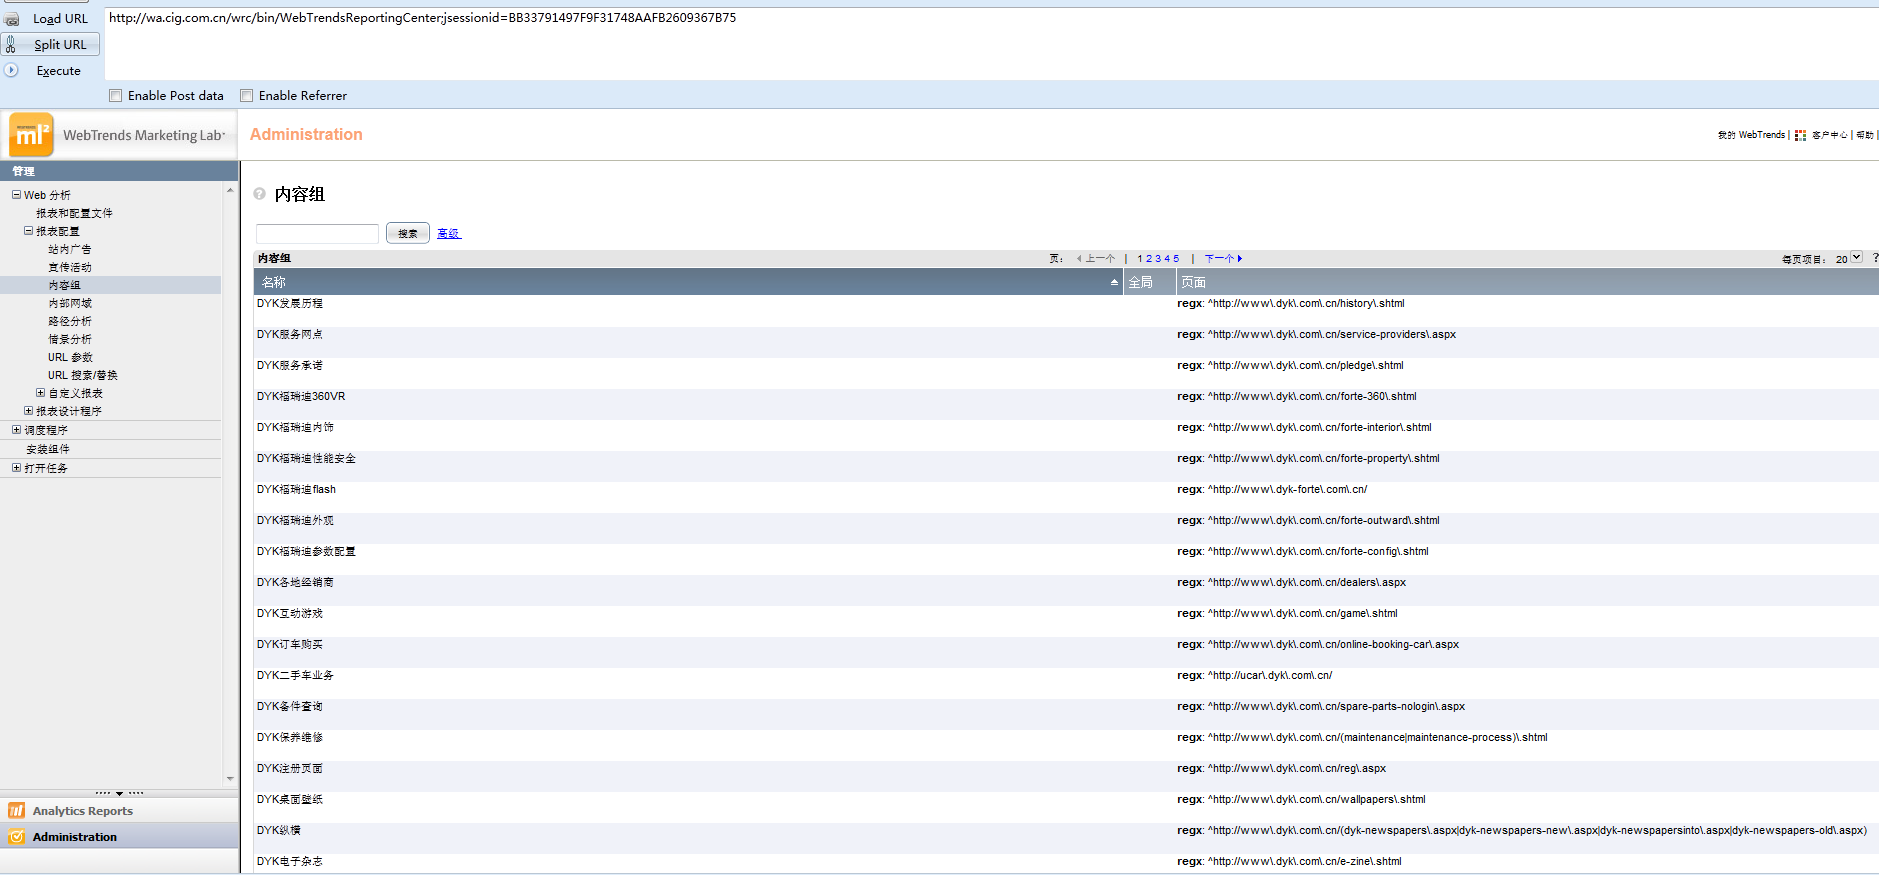 Load URL
http://wa.cig.com.cn/wrc/bin/WebTrendsReportingCenter;jsessionid=BB33791497F9F31748AAFB2609367B75
Split URL
Execute
Enable Post data
Enable Referrer
WEBTRENDS
ml2
WebTrends Marketing Lab
Administration
我的 WebTrends | 客户中心 | 帮助 |
管理
Web 分析
报表和配置文件
报表配置
站内广告
宣传活动
内容组
内部网域
路径分析
情景分析
URL 参数
URL 搜索/替换
自定义报表
报表设计程序
调度程序
安装组件
打开任务
Analytics Reports
Administration
? 内容组
搜索
高级
内容组
页: 上一个 | 1 2 3 4 5 | 下一个
每页项目: 20 ?
名称 全局 页面
DYK发展历程 regx: ^http://www\.dyk\.com\.cn/history\.shtml
DYK服务网点 regx: ^http://www\.dyk\.com\.cn/service-providers\.aspx
DYK服务承诺 regx: ^http://www\.dyk\.com\.cn/pledge\.shtml
DYK福瑞迪360VR regx: ^http://www\.dyk\.com\.cn/forte-360\.shtml
DYK福瑞迪内饰 regx: ^http://www\.dyk\.com\.cn/forte-interior\.shtml
DYK福瑞迪性能安全 regx: ^http://www\.dyk\.com\.cn/forte-property\.shtml
DYK福瑞迪flash regx: ^http://www\.dyk-forte\.com\.cn/
DYK福瑞迪外观 regx: ^http://www\.dyk\.com\.cn/forte-outward\.shtml
DYK福瑞迪参数配置 regx: ^http://www\.dyk\.com\.cn/forte-config\.shtml
DYK各地经销商 regx: ^http://www\.dyk\.com\.cn/dealers\.aspx
DYK互动游戏 regx: ^http://www\.dyk\.com\.cn/game\.shtml
DYK订车购买 regx: ^http://www\.dyk\.com\.cn/online-booking-car\.aspx
DYK二手车业务 regx: ^http://ucar\.dyk\.com\.cn/
DYK备件查询 regx: ^http://www\.dyk\.com\.cn/spare-parts-nologin\.aspx
DYK保养维修 regx: ^http://www\.dyk\.com\.cn/(maintenance|maintenance-process)\.shtml
DYK注册页面 regx: ^http://www\.dyk\.com\.cn/reg\.aspx
DYK桌面壁纸 regx: ^http://www\.dyk\.com\.cn/wallpapers\.shtml
DYK纵横 regx: ^http://www\.dyk\.com\.cn/(dyk-newspapers\.aspx|dyk-newspapers-new\.aspx|dyk-newspapersinto\.aspx|dyk-newspapers-old\.aspx)
DYK电子杂志 regx: ^http://www\.dyk\.com\.cn/e-zine\.shtml